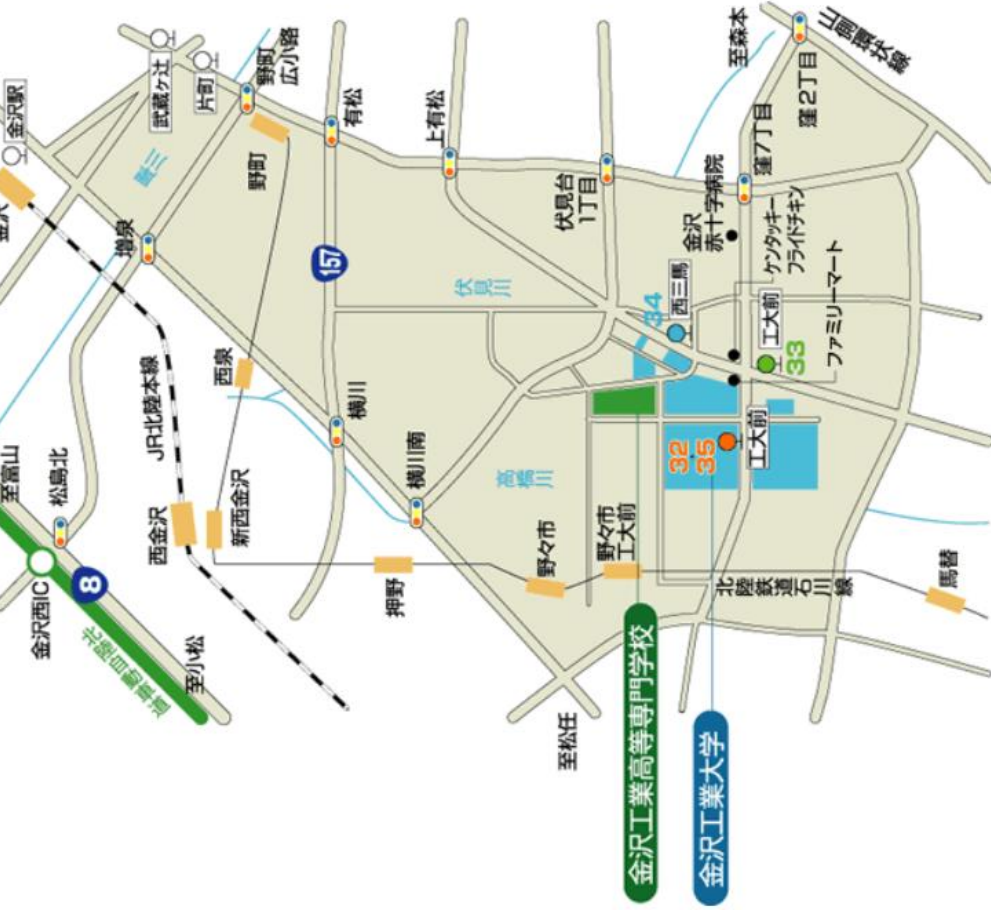 金沢駅
武蔵ヶ辻
片町
野町
広小路
有松
上有松
伏見台
1丁目
至森本
窪2丁目
山側環状線
窪7丁目
金沢
赤十字病院
ケンタッキー
フライドチキン
ファミリーマート
野町
増泉
157
伏見川
34
西三馬
工大前
33
JR北陸本線
西泉
横川
横川南
高橋川
32・35
工大前
至富山
松島北
西金沢
新西金沢
押野
野々市
野々市
工大前
北陸鉄道石川線
馬替
金沢西IC
8
北陸自動車道
至小松
至松任
金沢工業高等専門学校
金沢工業大学